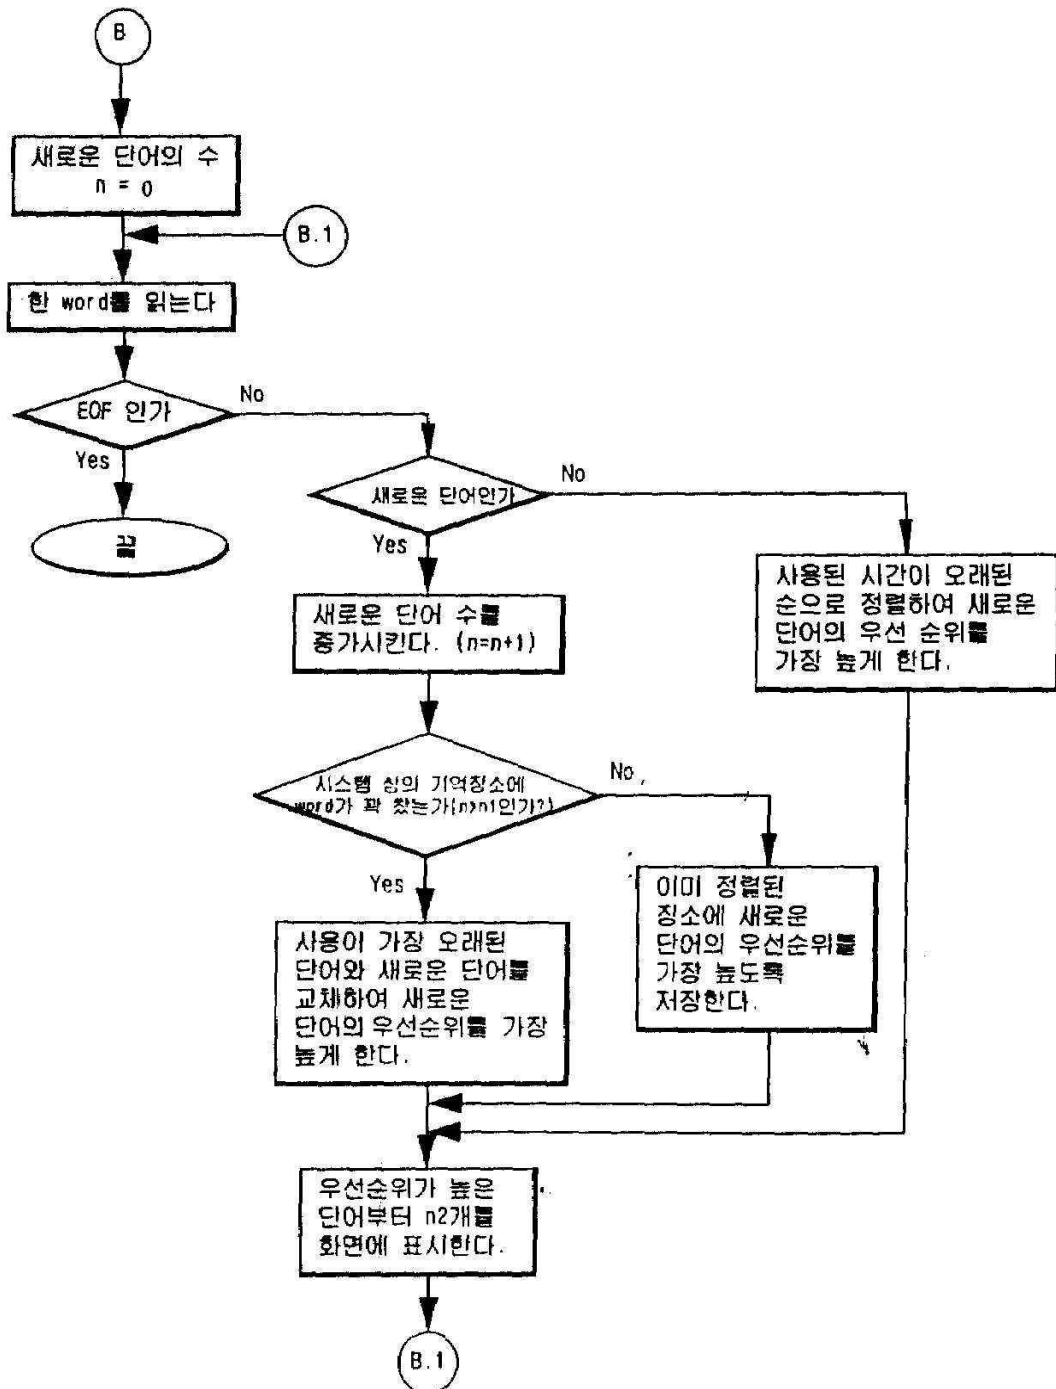 B
새로운 단어의 수
n = 0
B.1
한 word를 읽는다
EOF 인가
No
Yes
끝
새로운 단어인가
No
Yes
새로운 단어 수를
증가시킨다. (n=n+1)
사용된 시간이 오래된
순으로 정렬하여 새로운
단어의 우선 순위를
가장 높게 한다.
시스템 상의 기억장소에
word가 꽉 찼는가(n>n1인가?)
No
Yes
이미 정렬된
장소에 새로운
단어의 우선순위를
가장 높도록
저장한다.
사용이 가장 오래된
단어와 새로운 단어를
교체하여 새로운
단어의 우선순위를 가장
높게 한다.
우선순위가 높은
단어부터 n2개를
화면에 표시한다.
B.1